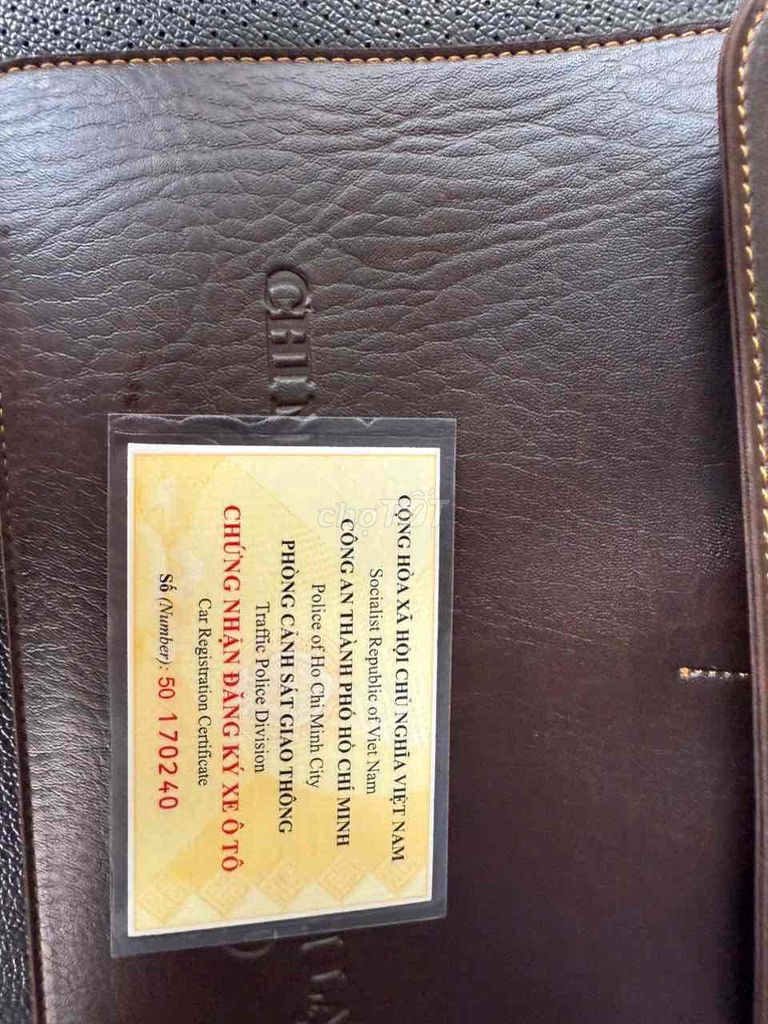 CỘNG HÒA XÃ HỘI CHỦ NGHĨA VIỆT NAM
Socialist Republic of Viet Nam
CÔNG AN THÀNH PHỐ HỒ CHÍ MINH
Police of Ho Chi Minh City
PHÒNG CẢNH SÁT GIAO THÔNG
Traffic Police Division
CHỨNG NHẬN ĐĂNG KÝ XE Ô TÔ
Car Registration Certificate
Số (Number): 50 170240
chợTỐT